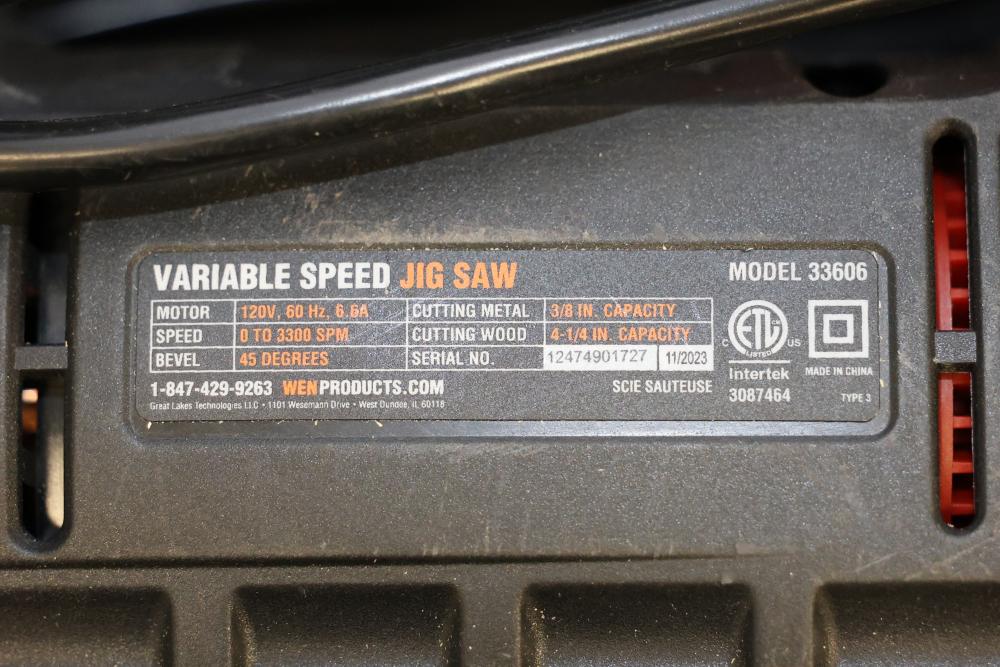 VARIABLE SPEED JIG SAW
MODEL 33606
MOTOR 120V, 60 Hz, 6.6A CUTTING METAL 3/8 IN. CAPACITY
SPEED 0 TO 3300 SPM CUTTING WOOD 4-1/4 IN. CAPACITY
BEVEL 45 DEGREES SERIAL NO. 12474901727 11/2023
1-847-429-9263 WENPRODUCTS.COM SCIE SAUTEUSE
Great Lakes Technologies LLC • 1101 Wesemann Drive • West Dundee, IL 60118
ETL CM
LISTED
C US
Intertek
3087464
MADE IN CHINA
TYPE 3